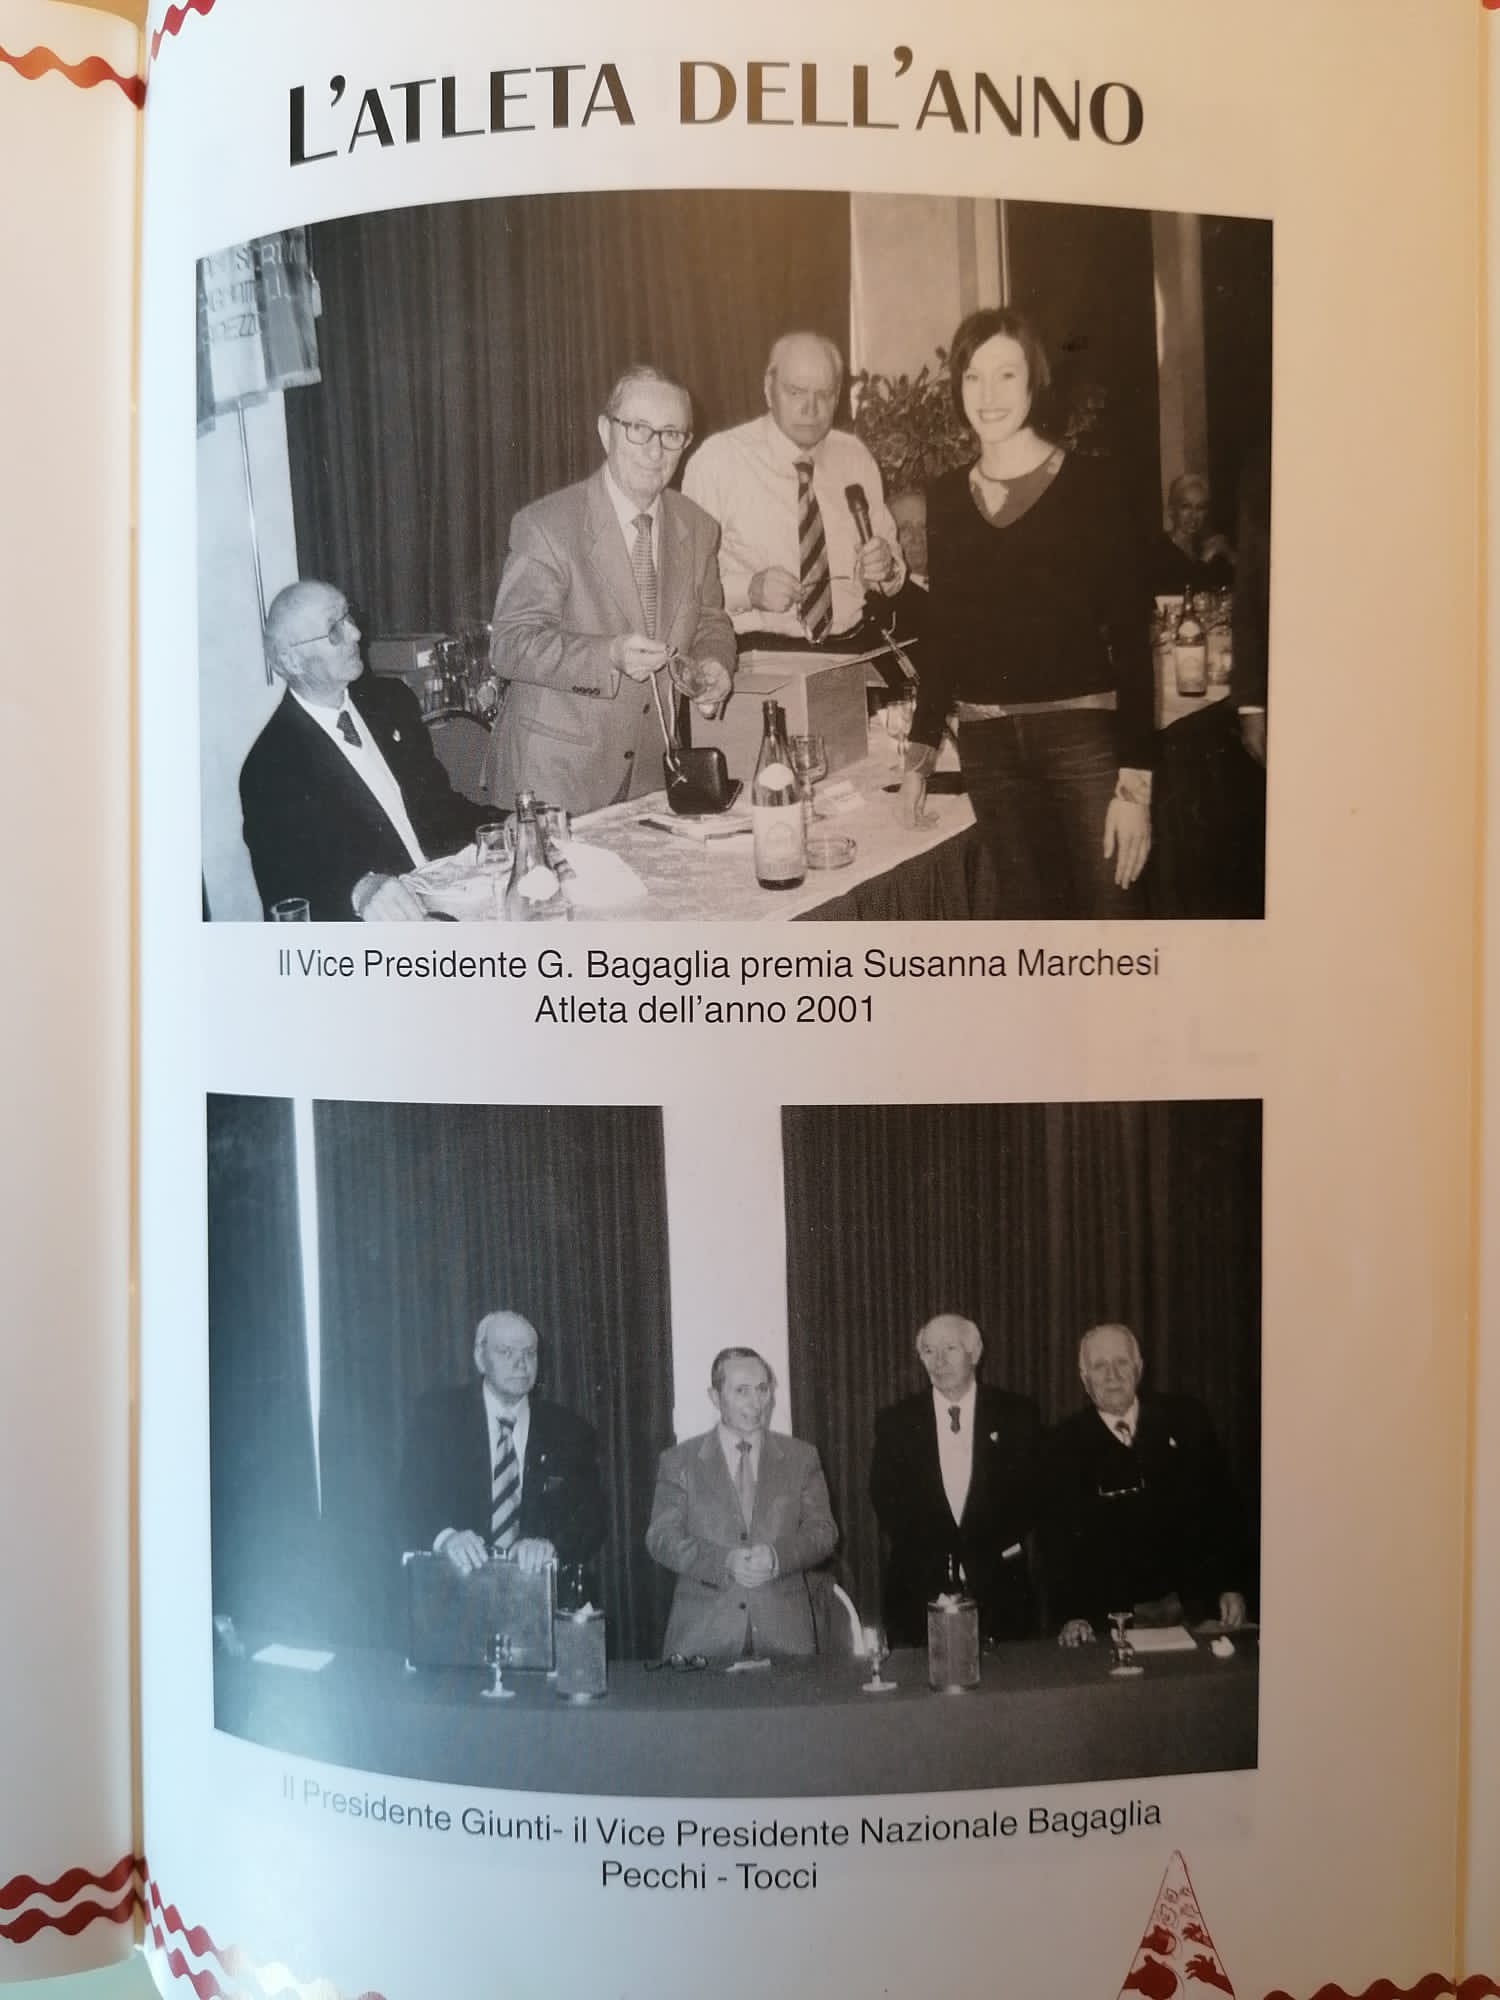 L'ATLETA DELL'ANNO
Il Vice Presidente G. Bagaglia premia Susanna Marchesi
Atleta dell'anno 2001
Il Presidente Giunti- il Vice Presidente Nazionale Bagaglia
Pecchi - Tocci